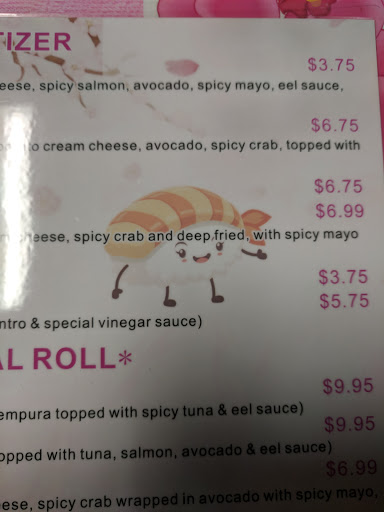 TIZER
$3.75
eese, spicy salmon, avocado, spicy mayo, eel sauce,
$6.75
to cream cheese, avocado, spicy crab, topped with
$6.75
$6.99
cheese, spicy crab and deep fried, with spicy mayo
$3.75
$5.75
ntro & special vinegar sauce)
AL ROLL*
$9.95
empura topped with spicy tuna & eel sauce)
$9.95
opped with tuna, salmon, avocado & eel sauce)
$6.99
ese, spicy crab wrapped in avocado with spicy mayo,